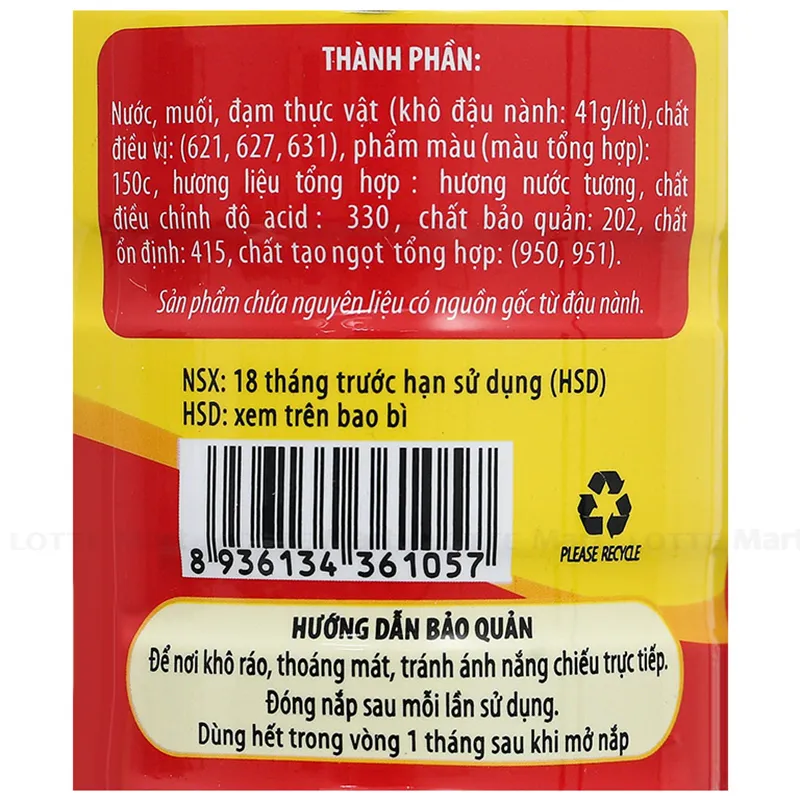 THÀNH PHẦN:
Nước, muối, đạm thực vật (khô đậu nành: 41g/lít), chất
điều vị: (621, 627, 631), phẩm màu (màu tổng hợp):
150c, hương liệu tổng hợp : hương nước tương, chất
điều chỉnh độ acid : 330, chất bảo quản: 202, chất
ổn định: 415, chất tạo ngọt tổng hợp: (950, 951).
Sản phẩm chứa nguyên liệu có nguồn gốc từ đậu nành.
NSX: 18 tháng trước hạn sử dụng (HSD)
HSD: xem trên bao bì
8 936134 361057
PLEASE RECYCLE
LOTTE Mart LOTTE Mart
HƯỚNG DẪN BẢO QUẢN
Để nơi khô ráo, thoáng mát, tránh ánh nắng chiếu trực tiếp.
Đóng nắp sau mỗi lần sử dụng.
Dùng hết trong vòng 1 tháng sau khi mở nắp